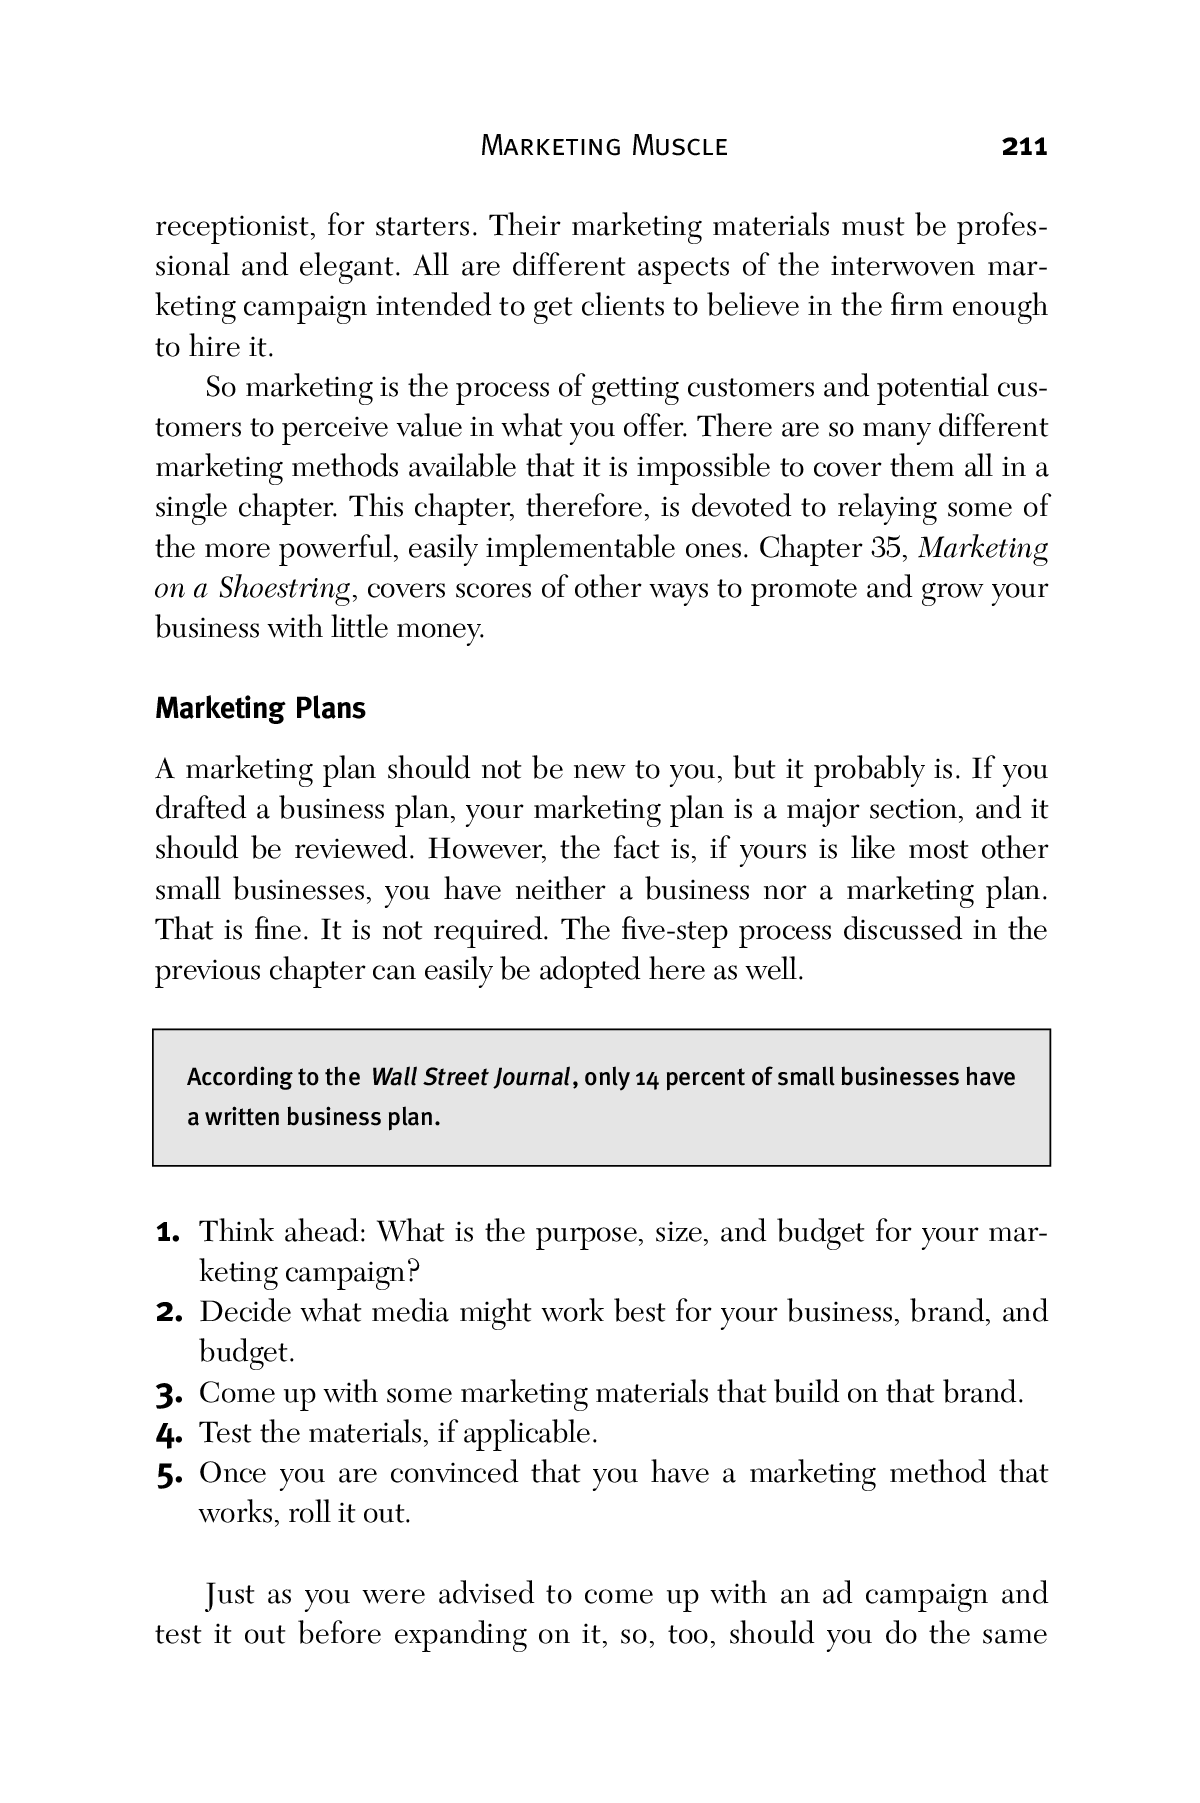 MARKETING MUSCLE 211
receptionist, for starters. Their marketing materials must be profes-
sional and elegant. All are different aspects of the interwoven mar-
keting campaign intended to get clients to believe in the firm enough
to hire it.
So marketing is the process of getting customers and potential cus-
tomers to perceive value in what you offer. There are so many different
marketing methods available that it is impossible to cover them all in a
single chapter. This chapter, therefore, is devoted to relaying some of
the more powerful, easily implementable ones. Chapter 35, Marketing
on a Shoestring, covers scores of other ways to promote and grow your
business with little money.
Marketing Plans
A marketing plan should not be new to you, but it probably is. If you
drafted a business plan, your marketing plan is a major section, and it
should be reviewed. However, the fact is, if yours is like most other
small businesses, you have neither a business nor a marketing plan.
That is fine. It is not required. The five-step process discussed in the
previous chapter can easily be adopted here as well.
According to the Wall Street Journal, only 14 percent of small businesses have
a written business plan.
1. Think ahead: What is the purpose, size, and budget for your mar-
keting campaign?
2. Decide what media might work best for your business, brand, and
budget.
3. Come up with some marketing materials that build on that brand.
4. Test the materials, if applicable.
5. Once you are convinced that you have a marketing method that
works, roll it out.
Just as you were advised to come up with an ad campaign and
test it out before expanding on it, so, too, should you do the same